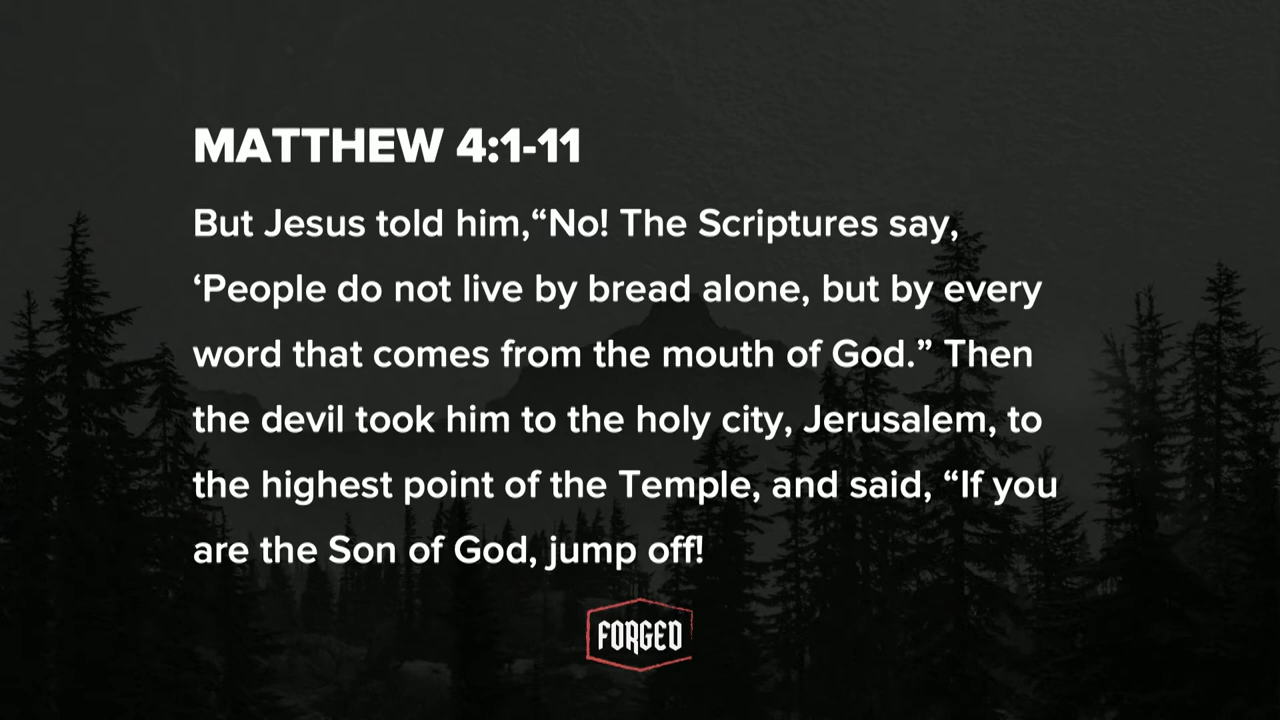 MATTHEW 4:1-11
But Jesus told him,“No! The Scriptures say,
‘People do not live by bread alone, but by every
word that comes from the mouth of God.” Then
the devil took him to the holy city, Jerusalem, to
the highest point of the Temple, and said, “If you
are the Son of God, jump off!
FORGED